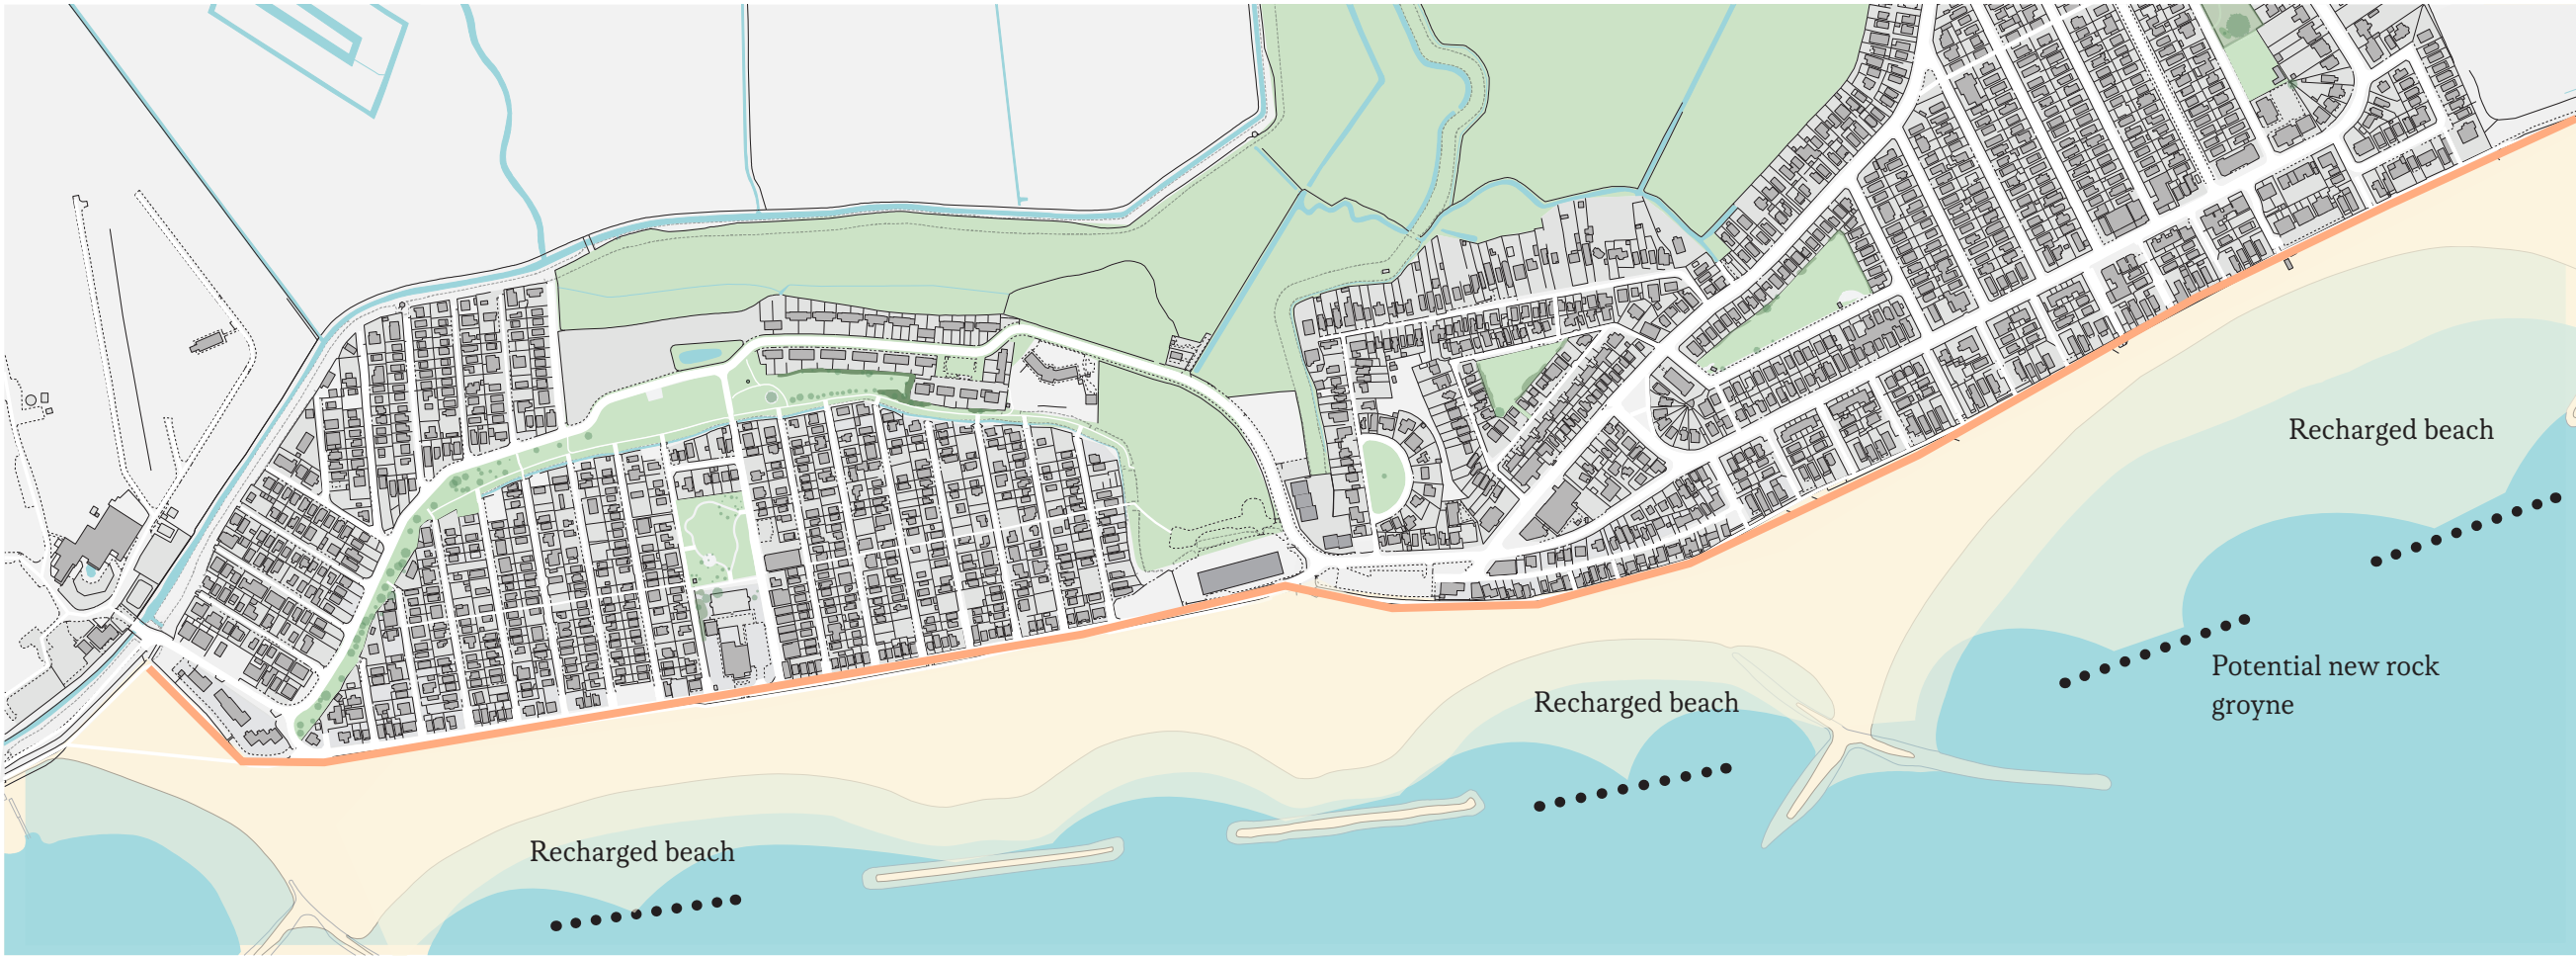 Recharged beach
Potential new rock
groyne
Recharged beach
Recharged beach